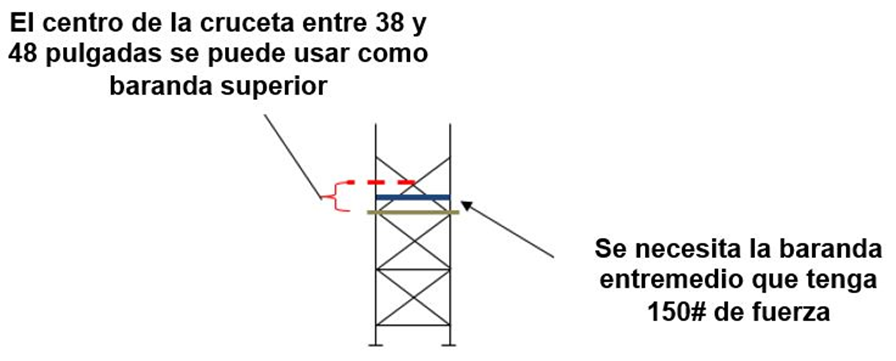 El centro de la cruceta entre 38 y
48 pulgadas se puede usar como
baranda superior
Se necesita la baranda
entremedio que tenga
150# de fuerza